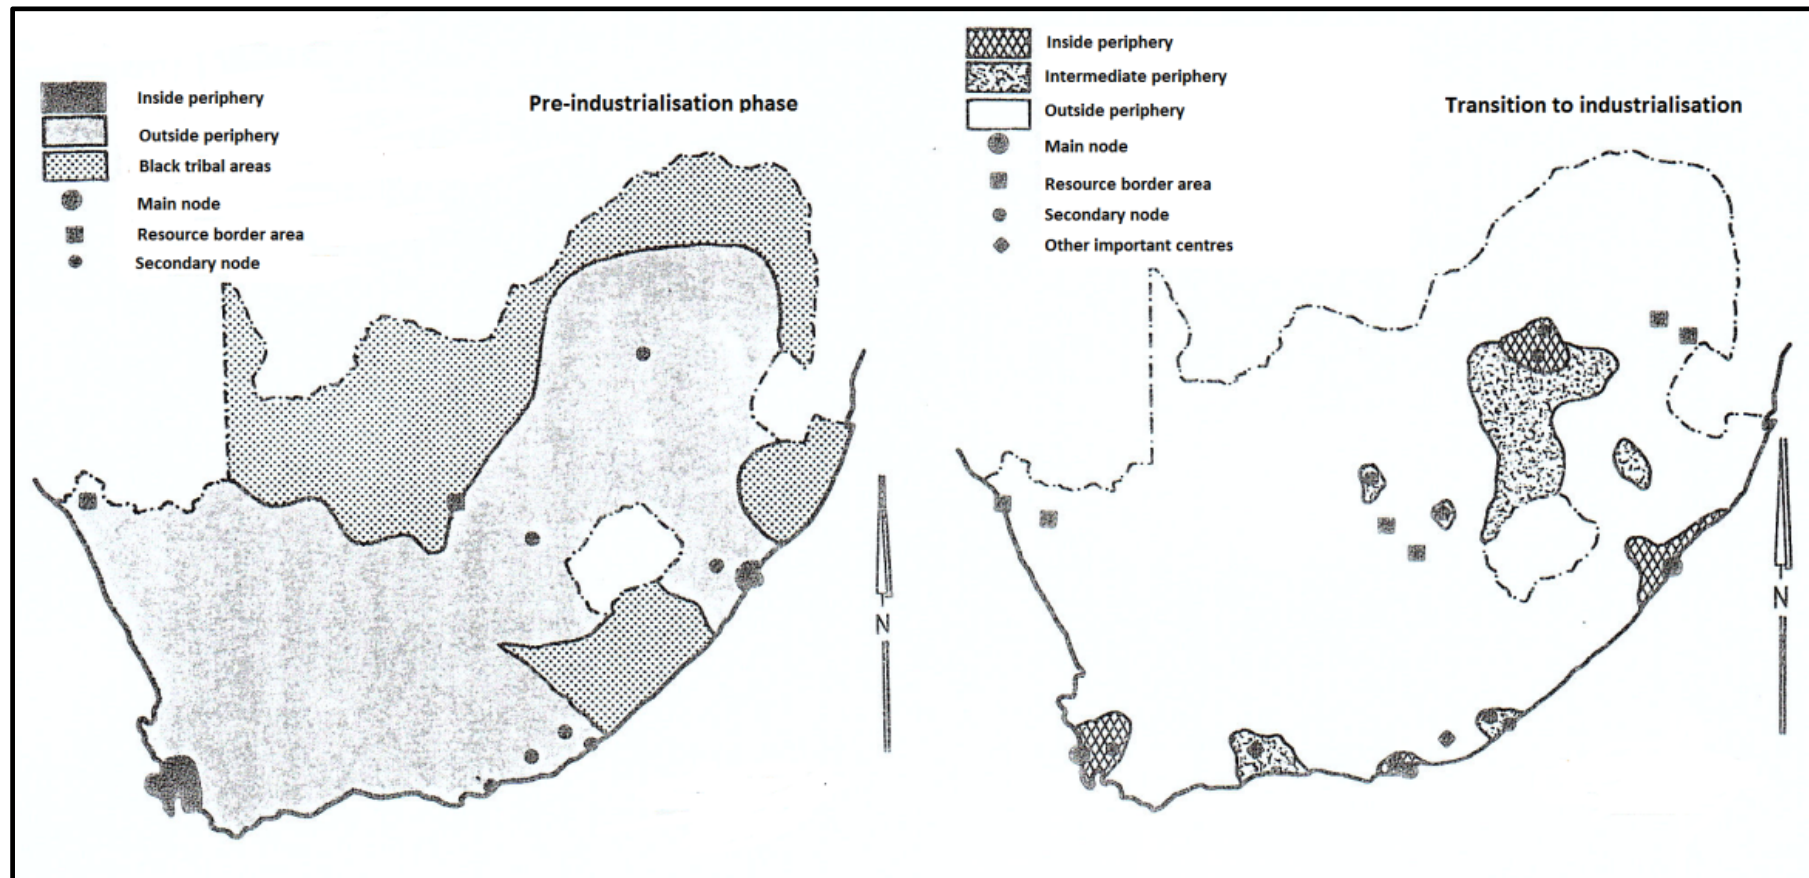 Pre-industrialisation phase
Inside periphery
Outside periphery
Black tribal areas
Main node
Resource border area
Secondary node
N
Transition to industrialisation
Inside periphery
Intermediate periphery
Outside periphery
Main node
Resource border area
Secondary node
Other important centres
N